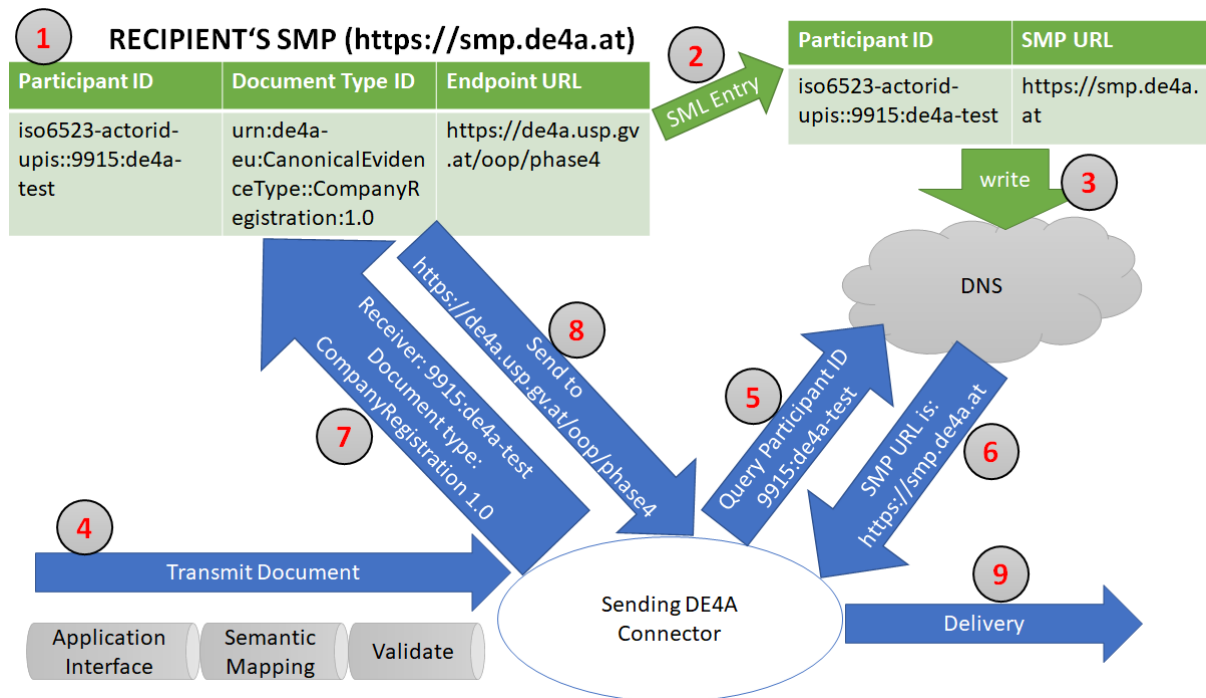 1
RECIPIENT‘S SMP (https://smp.de4a.at)
Participant ID
Document Type ID
Endpoint URL
iso6523-actorid-
upis::9915:de4a-
test
urn:de4a-
eu:CanonicalEviden
ceType::CompanyR
egistration:1.0
https://de4a.usp.gv
.at/oop/phase4
2
SML Entry
Participant ID
SMP URL
iso6523-actorid-
upis::9915:de4a-test
https://smp.de4a.
at
write
3
DNS
Receiver: 9915:de4a-test
Document type:
CompanyRegistration 1.0
7
Send to
https://de4a.usp.gv.at/oop/phase4
8
5
Query Participant ID
9915:de4a-test
SMP URL is:
https://smp.de4a.at
6
4
Transmit Document
Application
Interface
Semantic
Mapping
Validate
Sending DE4A
Connector
9
Delivery